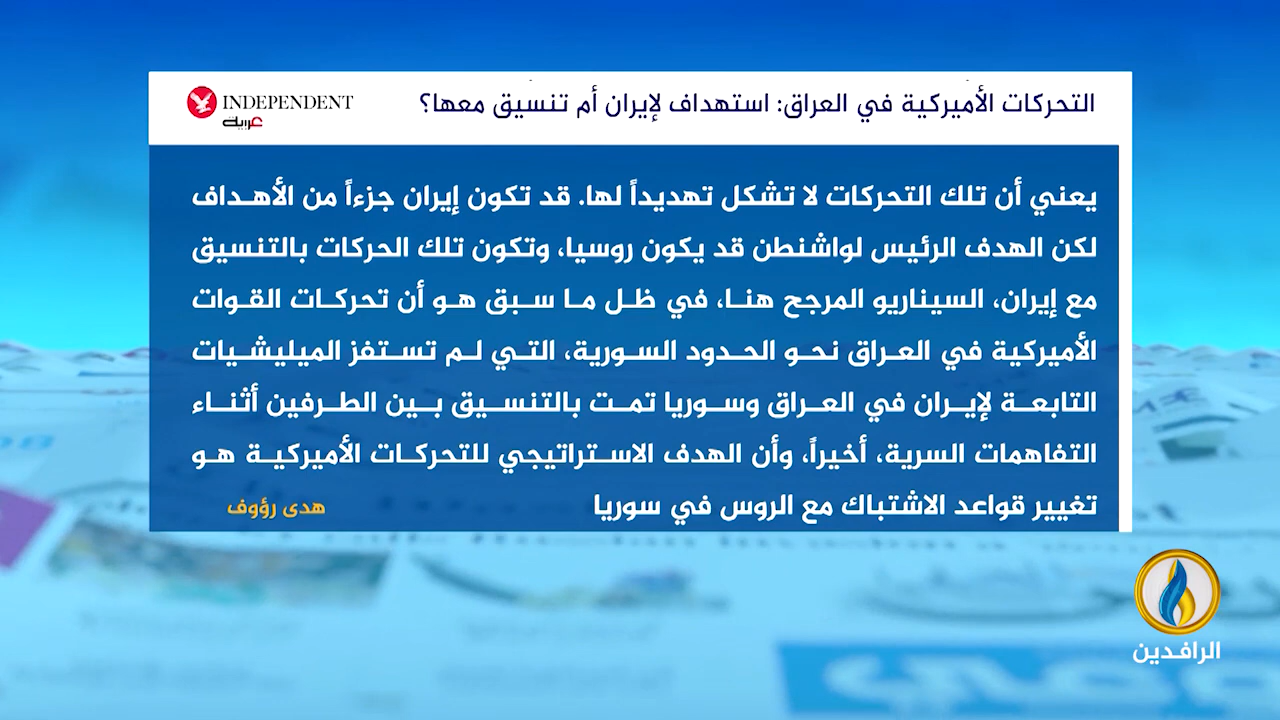 التحركات الأميركية في العراق: استهداف لإيران أم تنسيق معها؟
INDEPENDENT
عربية
يعني أن تلك التحركات لا تشكل تهديداً لها. قد تكون إيران جزءاً من الأهداف
لكن الهدف الرئيس لواشنطن قد يكون روسيا، وتكون تلك الحركات بالتنسيق
مع إيران، السيناريو المرجح هنا، في ظل ما سبق هو أن تحركات القوات
الأميركية في العراق نحو الحدود السورية، التي لم تستفز الميليشيات
التابعة لإيران في العراق وسوريا تمت بالتنسيق بين الطرفين أثناء
التفاهمات السرية، أخيراً، وأن الهدف الاستراتيجي للتحركات الأميركية هو
تغيير قواعد الاشتباك مع الروس في سوريا
هدى رؤوف
الرافدين